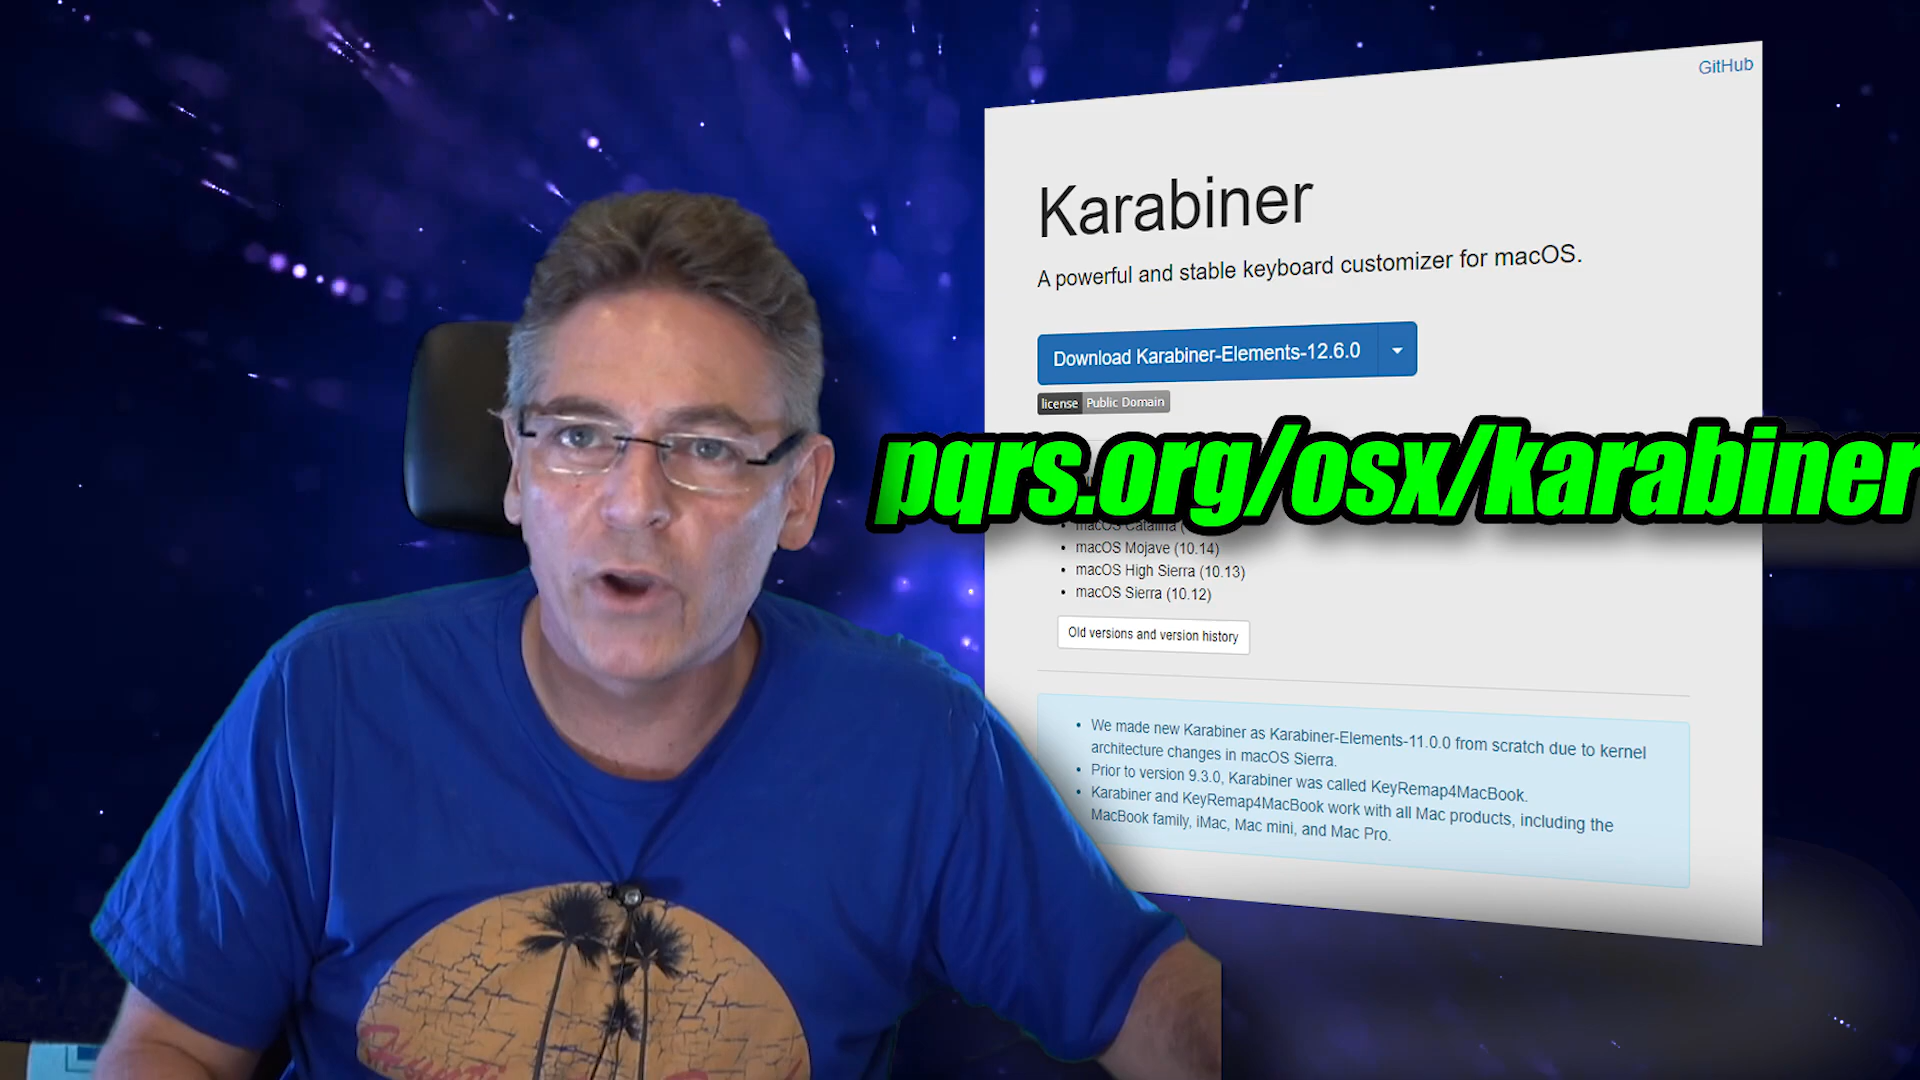 GitHub
Karabiner
A powerful and stable keyboard customizer for macOS.
Download Karabiner-Elements-12.6.0
license Public Domain
pqrs.org/osx/karabiner
macOS Catalina (
macOS Mojave (10.14)
macOS High Sierra (10.13)
macOS Sierra (10.12)
Old versions and version history
We made new Karabiner as Karabiner-Elements-11.0.0 from scratch due to kernel
architecture changes in macOS Sierra.
Prior to version 9.3.0, Karabiner was called KeyRemap4MacBook.
Karabiner and KeyRemap4MacBook work with all Mac products, including the
MacBook family, iMac, Mac mini, and Mac Pro.